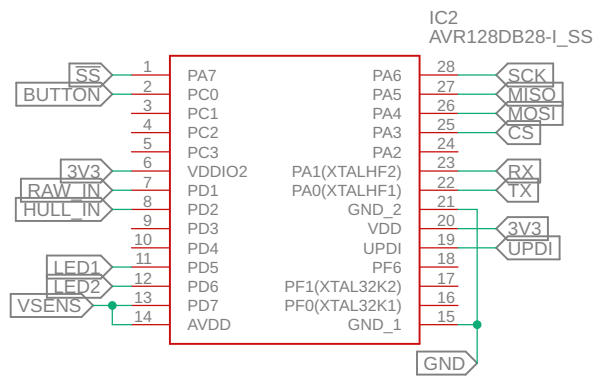 IC2
AVR128DB28-I_SS
SS 1 PA7 PA6 28 SCK
BUTTON 2 PC0 PA5 27 MISO
3 PC1 PA4 26 MOSI
4 PC2 PA3 25 CS
5 PC3 PA2 24
3V3 6 VDDIO2 PA1(XTALHF2) 23 RX
RAW_IN 7 PD1 PA0(XTALHF1) 22 TX
HULL_IN 8 PD2 GND_2 21
9 PD3 VDD 20 3V3
10 PD4 UPDI 19 UPDI
LED1 11 PD5 PF6 18
LED2 12 PD6 PF1(XTAL32K2) 17
VSENS 13 PD7 PF0(XTAL32K1) 16
14 AVDD GND_1 15
GND